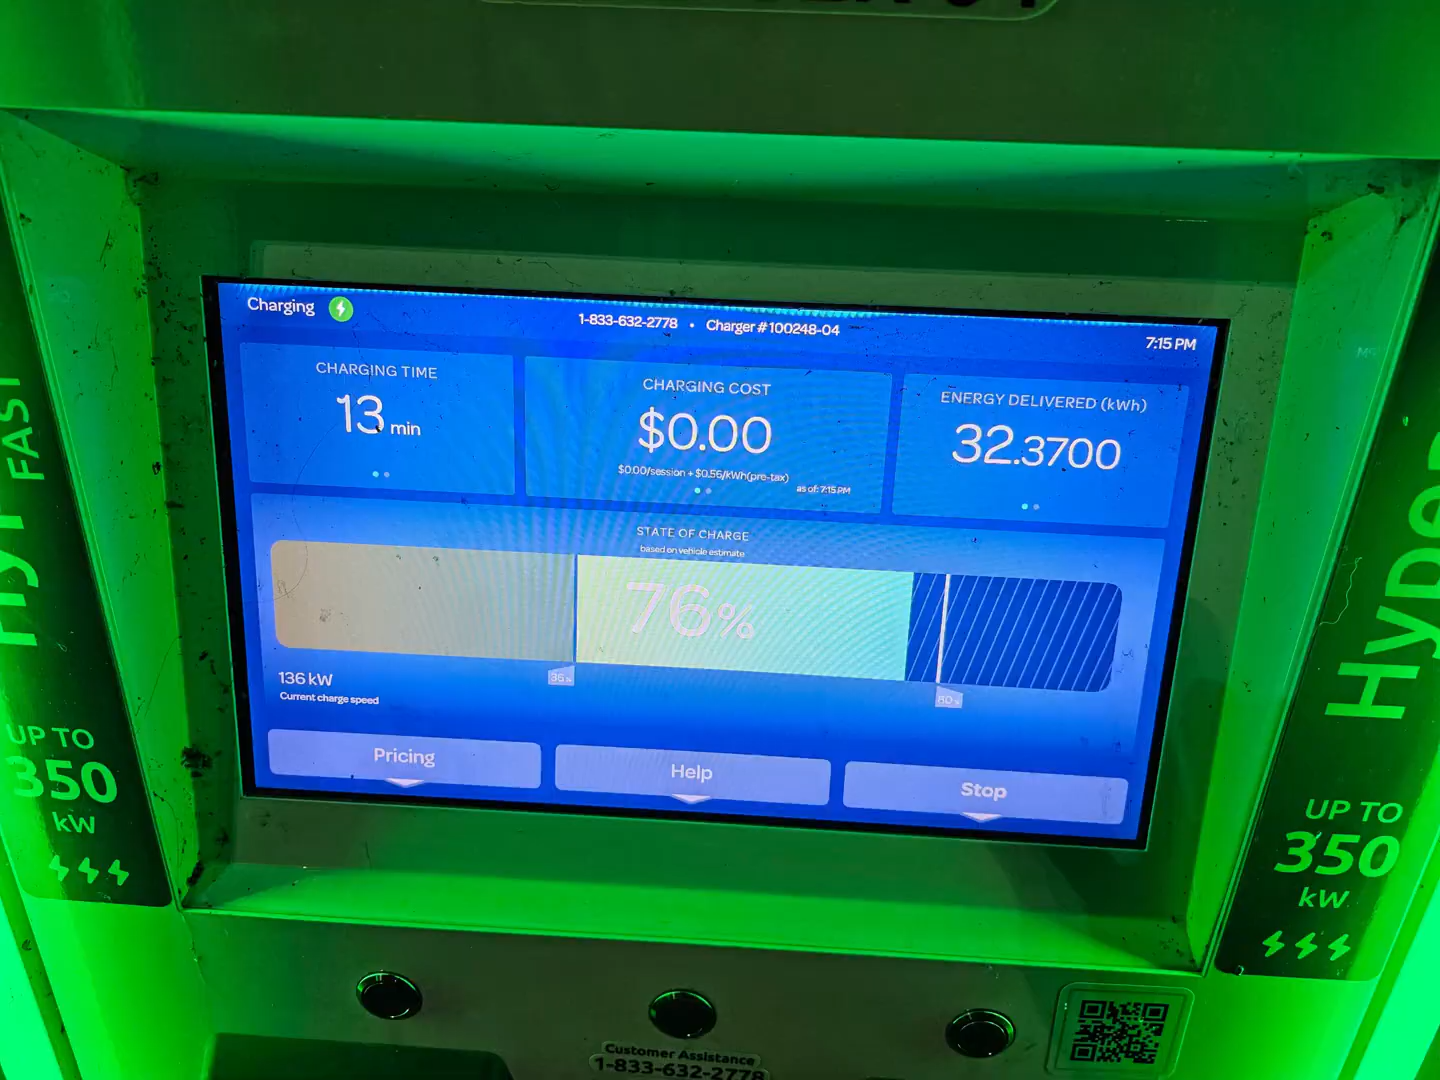 Charging
1-833-632-2778 • Charger # 100248-04
7:15 PM
CHARGING TIME
13 min
CHARGING COST
$0.00
$0.00/session + $0.56/kWh(pre-tax)
as of: 7:15 PM
ENERGY DELIVERED (kWh)
32.3700
STATE OF CHARGE
based on vehicle estimate
76%
36%
80%
136 kW
Current charge speed
Pricing
Help
Stop
FAST
UP TO
350
kW
Hyper
UP TO
350
kW
Customer Assistance
1-833-632-2778